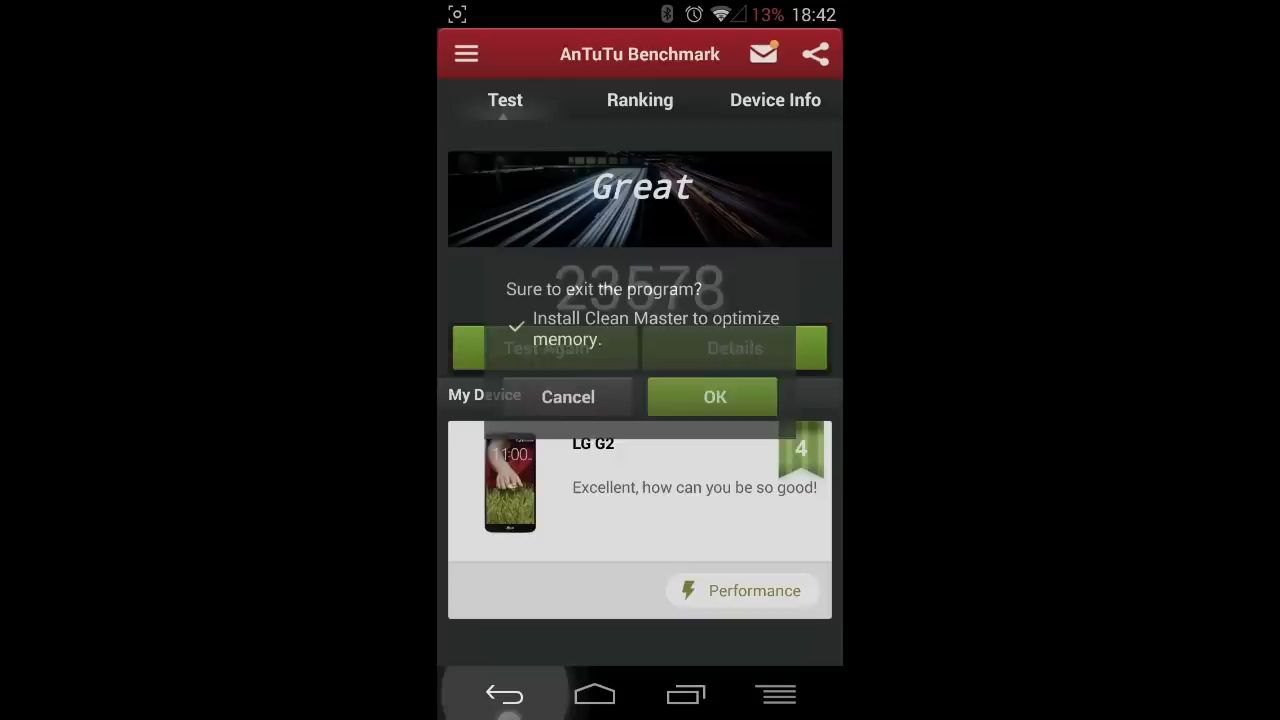 13% 18:42
AnTuTu Benchmark
Test Ranking Device Info
Great
23578
Sure to exit the program?
Install Clean Master to optimize
memory.
Test Again Details
My Device
Cancel OK
LG G2
4
11:00
Excellent, how can you be so good!
Performance